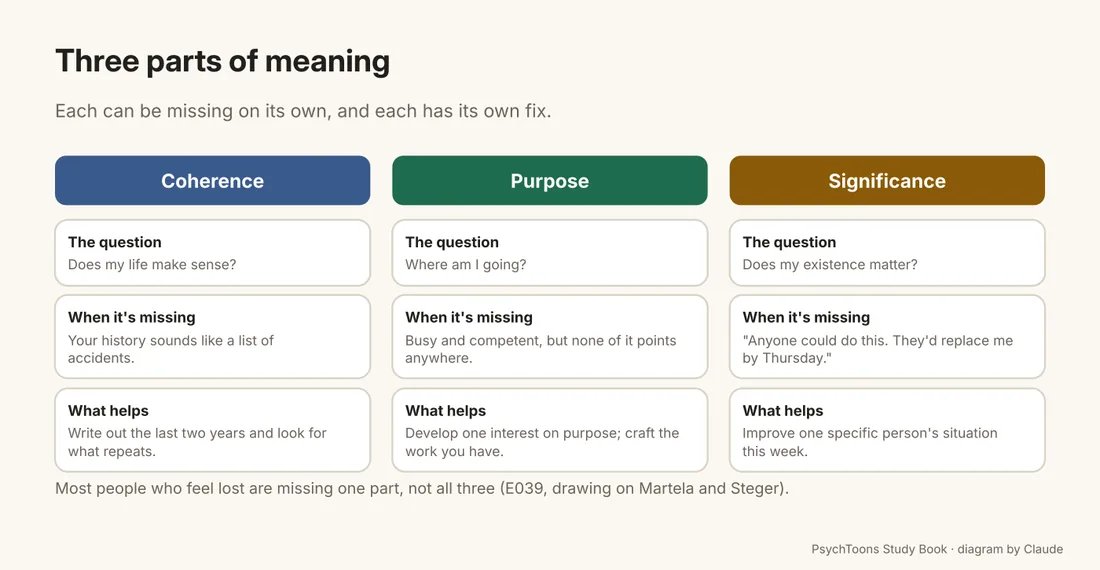 Three parts of meaning
Each can be missing on its own, and each has its own fix.
Coherence
The question
Does my life make sense?
When it's missing
Your history sounds like a list of
accidents.
What helps
Write out the last two years and look for
what repeats.
Purpose
The question
Where am I going?
When it's missing
Busy and competent, but none of it points
anywhere.
What helps
Develop one interest on purpose; craft the
work you have.
Significance
The question
Does my existence matter?
When it's missing
"Anyone could do this. They'd replace me
by Thursday."
What helps
Improve one specific person's situation
this week.
Most people who feel lost are missing one part, not all three (E039, drawing on Martela and Steger).
PsychToons Study Book · diagram by Claude